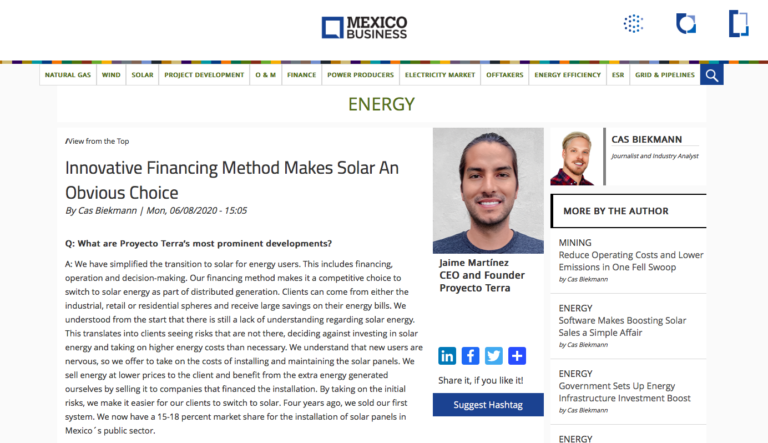 MEXICO
BUSINESS
NATURAL GAS
WIND
SOLAR
PROJECT DEVELOPMENT
O & M
FINANCE
POWER PRODUCERS
ELECTRICITY MARKET
OFFTAKERS
ENERGY EFFICIENCY
ESR
GRID & PIPELINES
ENERGY
/View from the Top
Innovative Financing Method Makes Solar An
Obvious Choice
By Cas Biekmann | Mon, 06/08/2020 - 15:05
Q: What are Proyecto Terra's most prominent developments?
A: We have simplified the transition to solar for energy users. This includes financing,
operation and decision-making. Our financing method makes it a competitive choice to
switch to solar energy as part of distributed generation. Clients can come from either the
industrial, retail or residential spheres and receive large savings on their energy bills. We
understood from the start that there is still a lack of understanding regarding solar energy.
This translates into clients seeing risks that are not there, deciding against investing in solar
energy and taking on higher energy costs than necessary. We understand that new users are
nervous, so we offer to take on the costs of installing and maintaining the solar panels. We
sell energy at lower prices to the client and benefit from the extra energy generated
ourselves by selling it to companies that financed the installation. By taking on the initial
risks, we make it easier for our clients to switch to solar. Four years ago, we sold our first
system. We now have a 15-18 percent market share for the installation of solar panels in
Mexico´s public sector.
Jaime Martínez
CEO and Founder
Proyecto Terra
in
f
Share it, if you like it!
Suggest Hashtag
CAS BIEKMANN
Journalist and Industry Analyst
MORE BY THE AUTHOR
MINING
Reduce Operating Costs and Lower
Emissions in One Fell Swoop
by Cas Biekmann
ENERGY
Software Makes Boosting Solar
Sales a Simple Affair
by Cas Biekmann
ENERGY
Government Sets Up Energy
Infrastructure Investment Boost
by Cas Biekmann
ENERGY